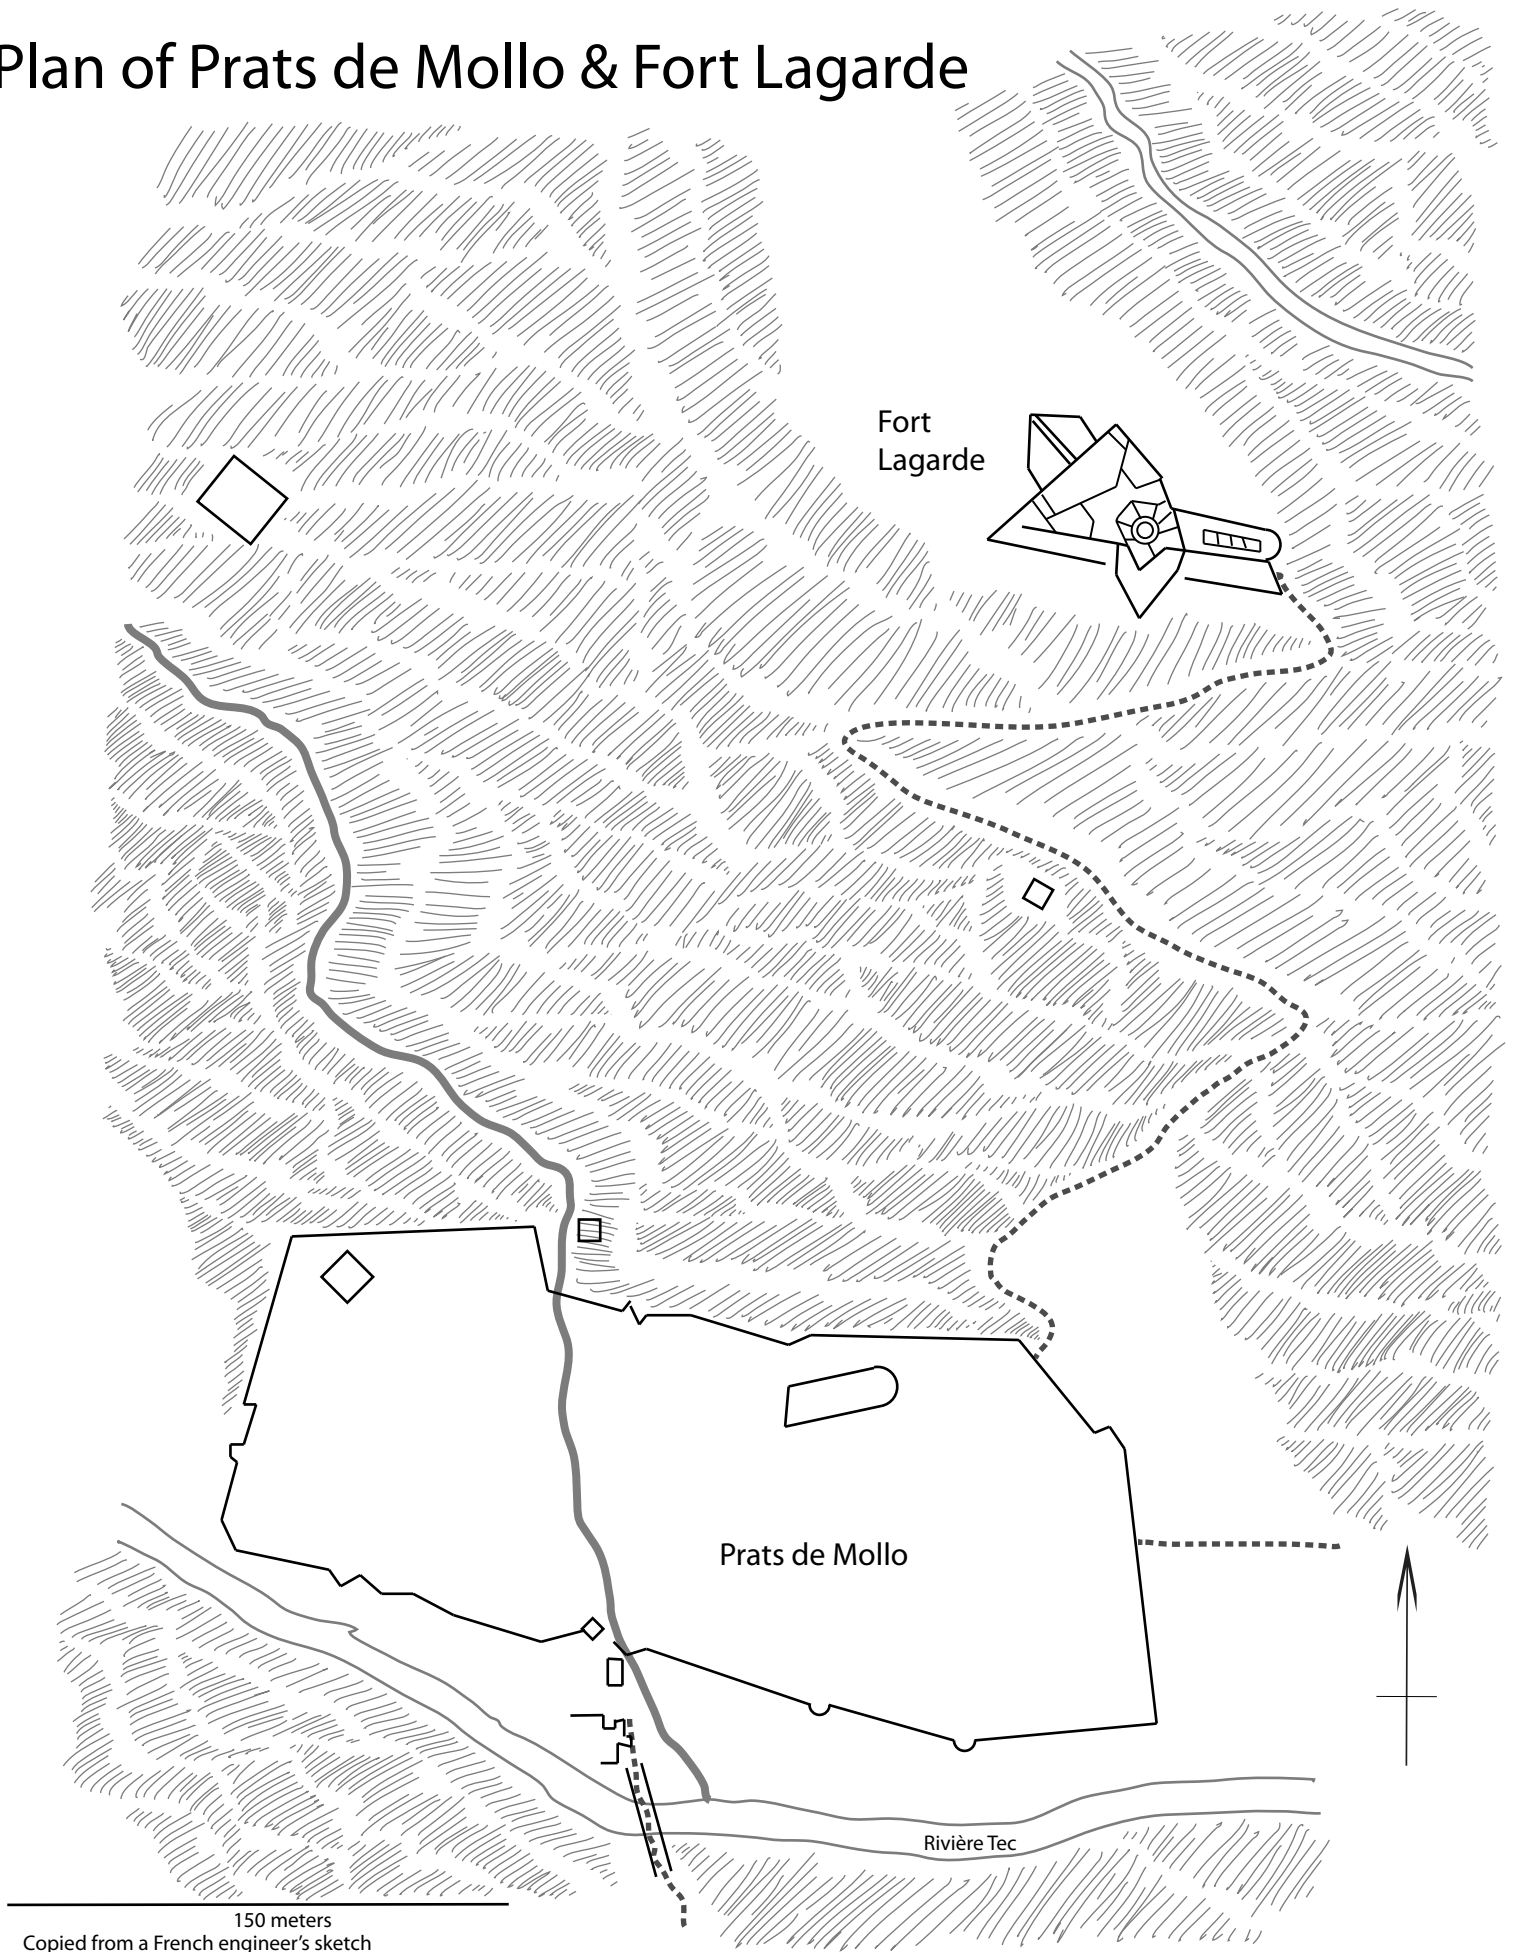 Plan of Prats de Mollo & Fort Lagarde
Fort
Lagarde
Prats de Mollo
Rivière Tec
150 meters
Copied from a French engineer's sketch